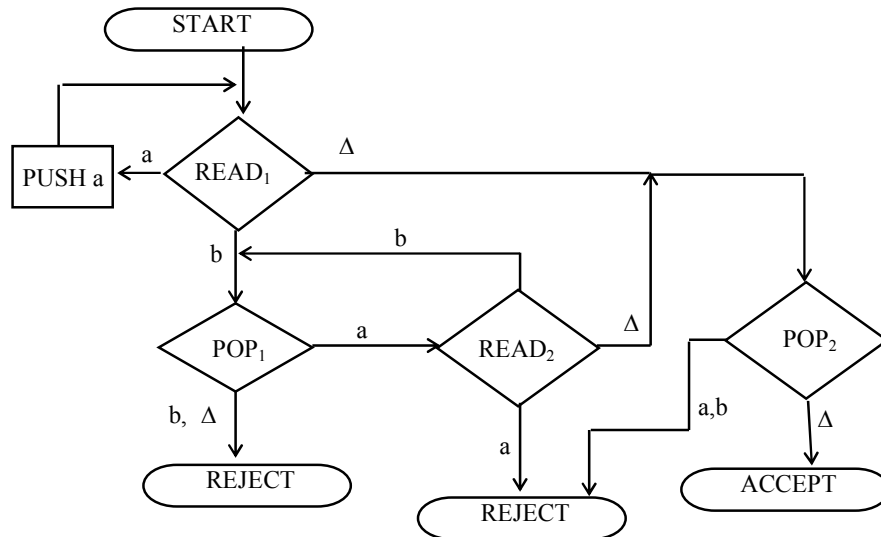 START
a
Δ
PUSH a
READ₁
b
b
a
Δ
POP₁
READ₂
POP₂
b, Δ
a,b
Δ
a
REJECT
REJECT
ACCEPT